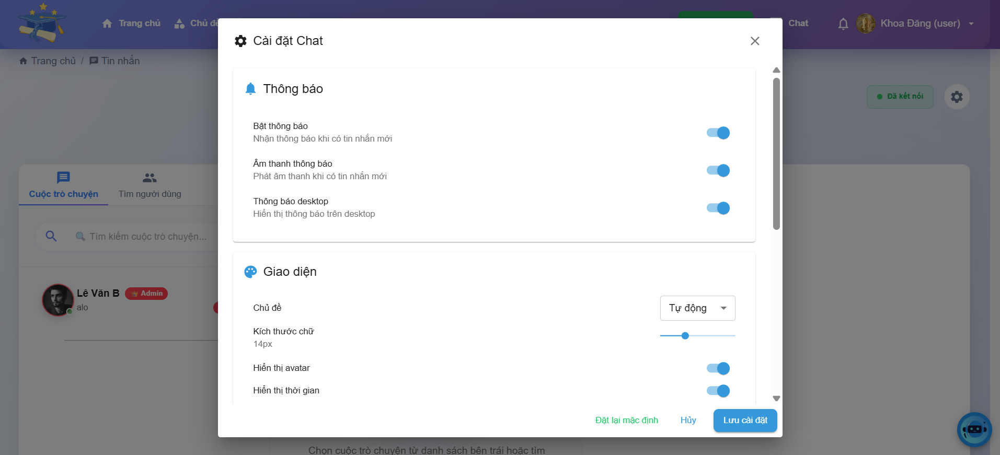 Trang chủ
Chủ đề
Chat
Khoa Đăng (user)
Trang chủ / Tin nhắn
Đã kết nối
Cuộc trò chuyện
Tìm người dùng
Tìm kiếm cuộc trò chuyện...
Lê Văn B
Admin
alo
Cài đặt Chat
Thông báo
Bật thông báo
Nhận thông báo khi có tin nhắn mới
Âm thanh thông báo
Phát âm thanh khi có tin nhắn mới
Thông báo desktop
Hiển thị thông báo trên desktop
Giao diện
Chủ đề
Tự động
Kích thước chữ
14px
Hiển thị avatar
Hiển thị thời gian
Đặt lại mặc định
Hủy
Lưu cài đặt
Chọn cuộc trò chuyện từ danh sách bên trái hoặc tìm